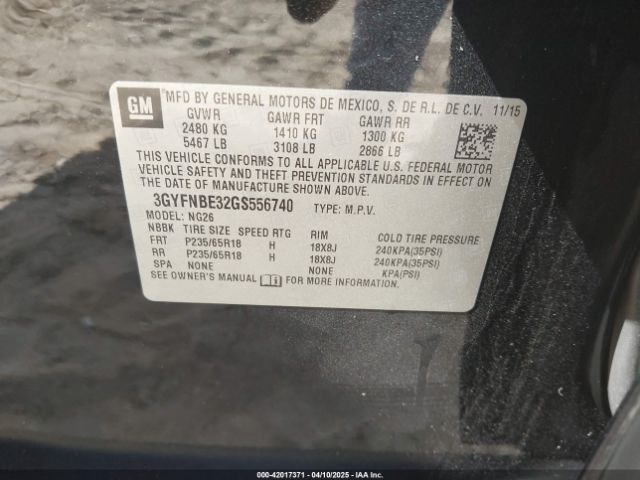 GM
MFD BY GENERAL MOTORS DE MEXICO, S. DE R.L. DE C.V. 11/15
GVWR GAWR FRT GAWR RR
2480 KG 1410 KG 1300 KG
5467 LB 3108 LB 2866 LB
THIS VEHICLE CONFORMS TO ALL APPLICABLE U.S. FEDERAL MOTOR
VEHICLE SAFETY AND THEFT PREVENTION STANDARDS IN EFFECT ON
THE DATE OF MANUFACTURE SHOWN ABOVE.
3GYFNBE32GS556740 TYPE: M.P.V.
MODEL: NG26
NBBK TIRE SIZE SPEED RTG RIM COLD TIRE PRESSURE
FRT P235/65R18 H 18X8J 240KPA(35PSI)
RR P235/65R18 H 18X8J 240KPA(35PSI)
SPA NONE NONE KPA(PSI)
SEE OWNER'S MANUAL FOR MORE INFORMATION.
000-42017371 - 04/10/2025 - IAAI.com